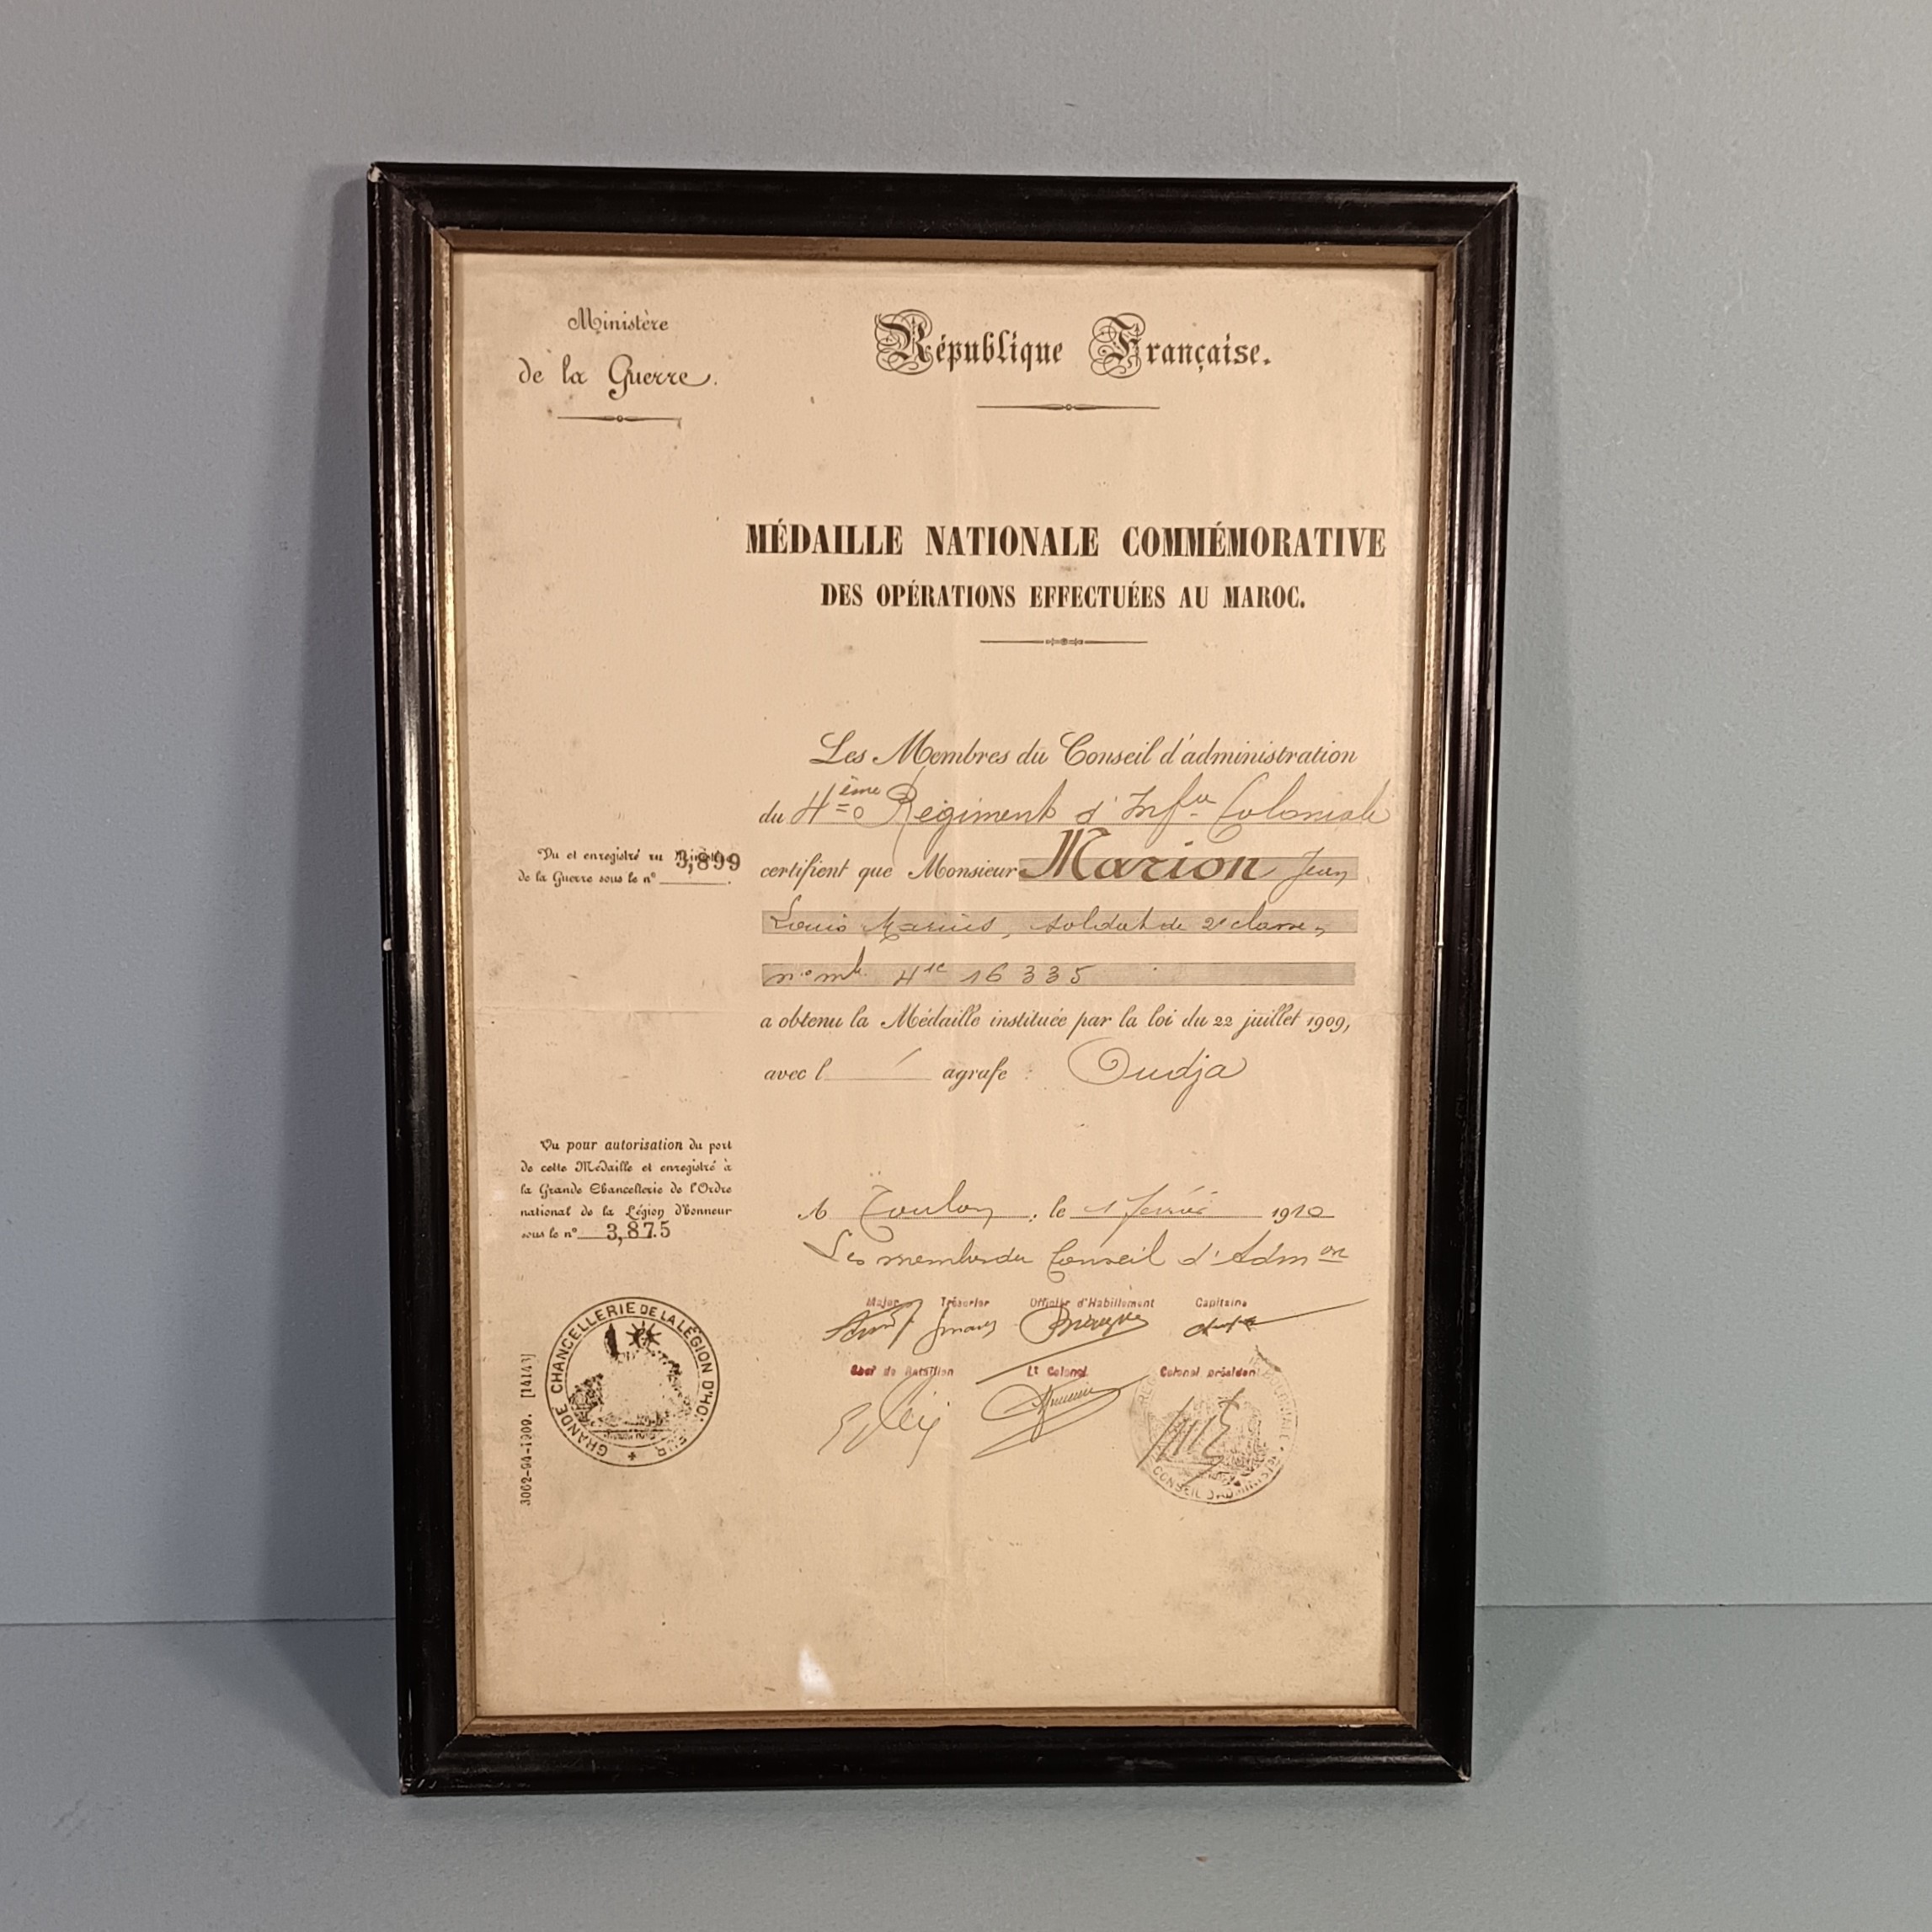 Ministère
de la Guerre.
République Française.
MÉDAILLE NATIONALE COMMÉMORATIVE
DES OPÉRATIONS EFFECTUÉES AU MAROC.
Les Membres du Conseil d'administration
du 4ème Régiment d'Infie Coloniale
certifient que Monsieur Marion Jean
Louis Marius, soldat de 2e classe,
n° mle 4ic 16335
a obtenu la Médaille instituée par la loi du 22 juillet 1909,
avec l agrafe : Oudja
Vu et enregistré au Ministère
de la Guerre sous le n° 3,899.
Vu pour autorisation du port
de cette Médaille et enregistré à
la Grande Chancellerie de l'Ordre
national de la Légion d'honneur
sous le n° 3,875
A Toulon, le 1 février 1910
Les membres du Conseil d'Admon
Major Trésorier Officier d'Habillement Capitaine
Chef de Bataillon Lt Colonel Colonel président
GRANDE CHANCELLERIE DE LA LÉGION D'HO EUR
CONSEIL D'ADMINI
3062-94-1909. [14143]